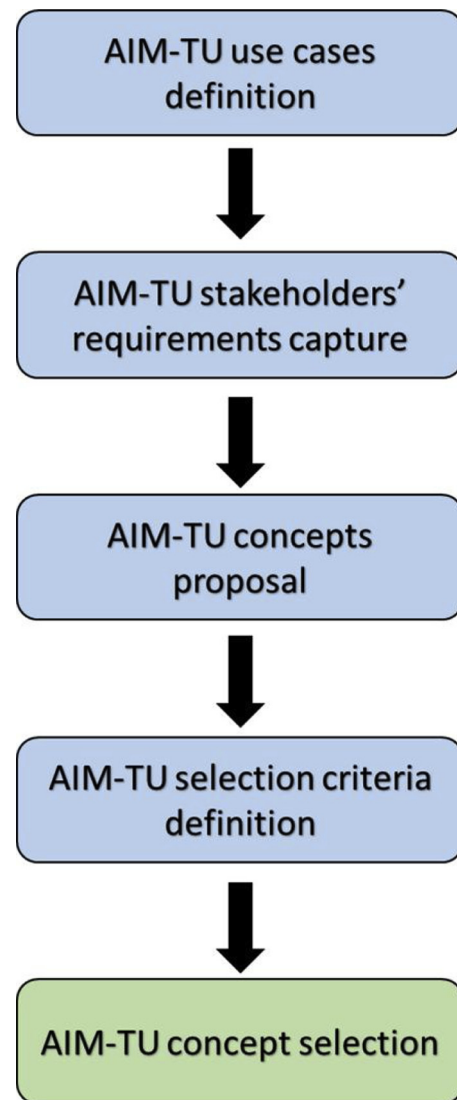 AIM-TU use cases
definition
AIM-TU stakeholders’
requirements capture
AIM-TU concepts
proposal
AIM-TU selection criteria
definition
AIM-TU concept selection